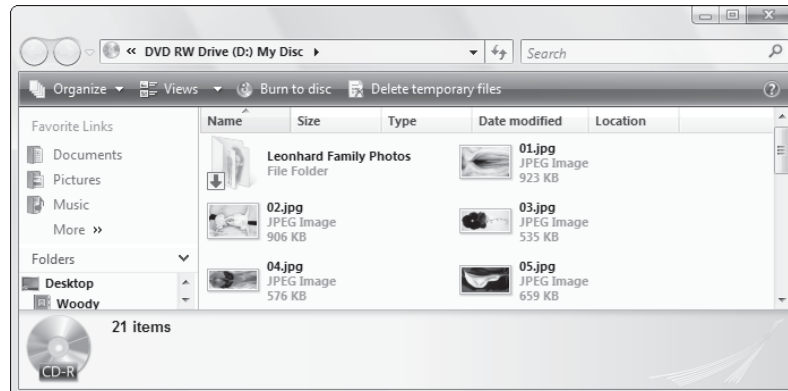 « DVD RW Drive (D:) My Disc
Search
Organize Views Burn to disc Delete temporary files ?
Favorite Links
Documents
Pictures
Music
More »
Folders
Desktop
Woody
Name Size Type Date modified Location
Leonhard Family Photos
File Folder
01.jpg
JPEG Image
923 KB
02.jpg
JPEG Image
906 KB
03.jpg
JPEG Image
535 KB
04.jpg
JPEG Image
576 KB
05.jpg
JPEG Image
659 KB
21 items
CD-R